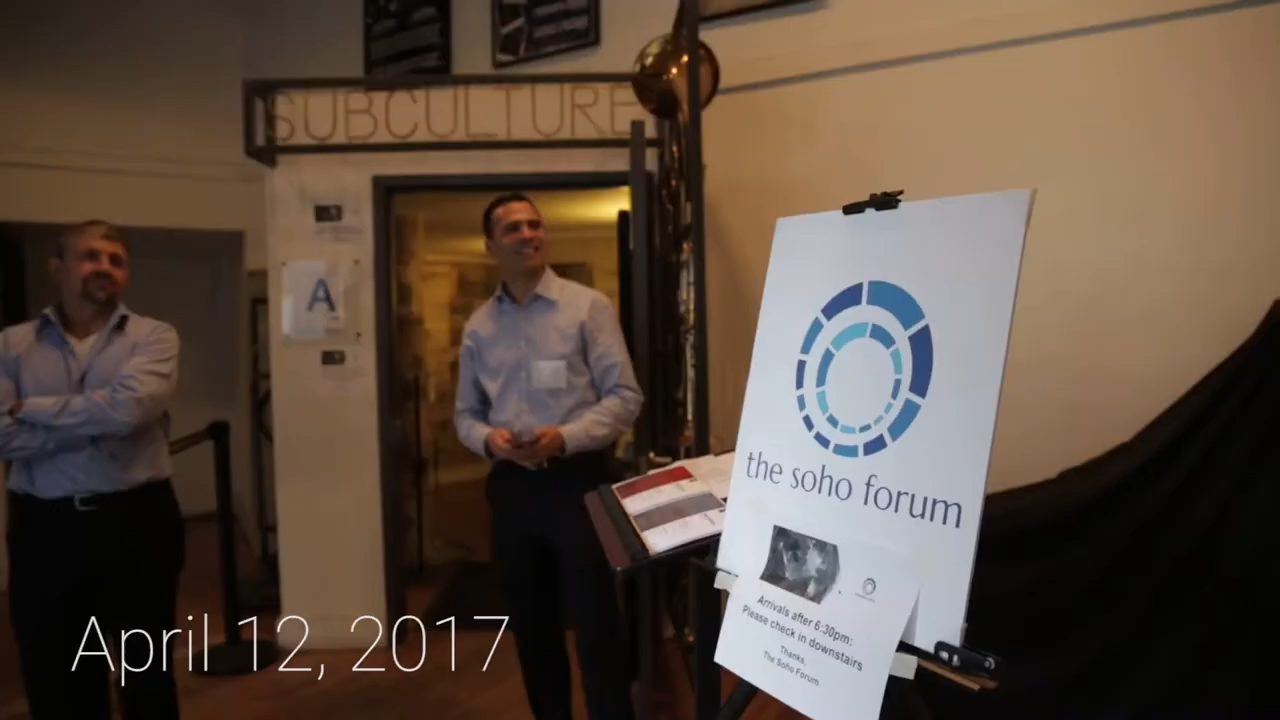 SUBCULTURE
A
the soho forum
Arrivals after 6:30pm:
Please check in downstairs
Thanks,
The Soho Forum
April 12, 2017